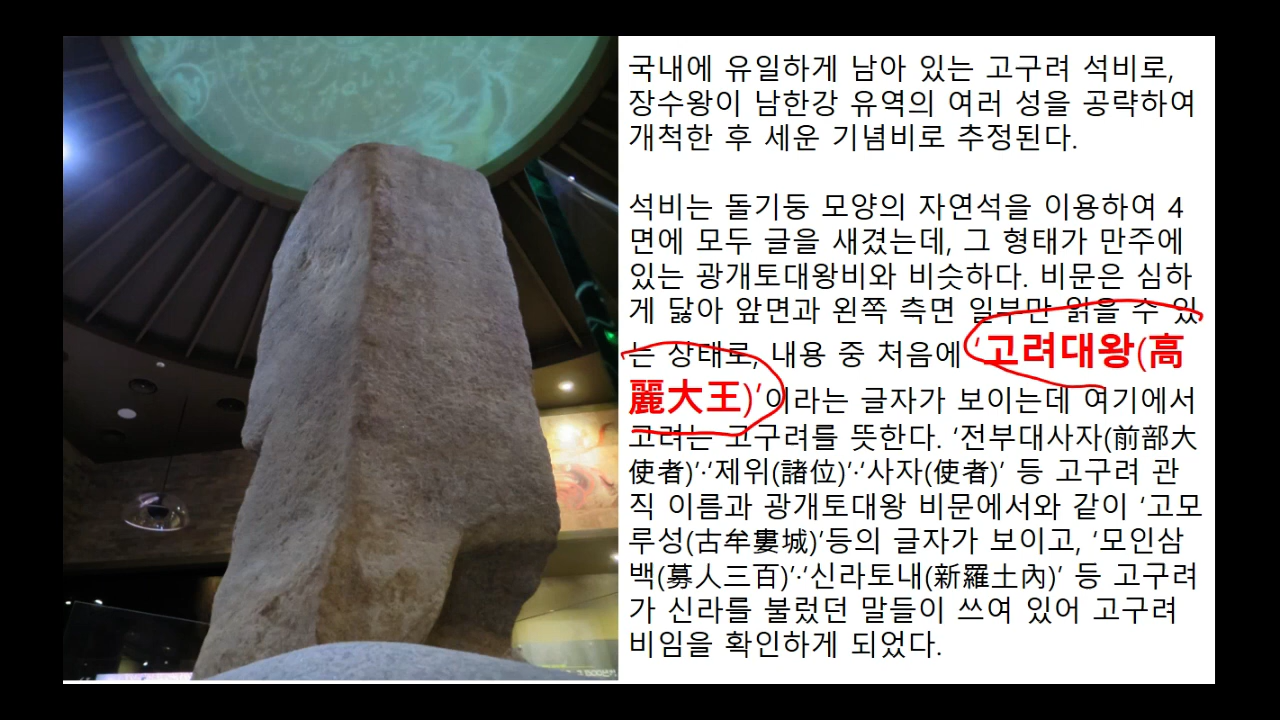 국내에 유일하게 남아 있는 고구려 석비로,
장수왕이 남한강 유역의 여러 성을 공략하여
개척한 후 세운 기념비로 추정된다.
석비는 돌기둥 모양의 자연석을 이용하여 4
면에 모두 글을 새겼는데, 그 형태가 만주에
있는 광개토대왕비와 비슷하다. 비문은 심하
게 닳아 앞면과 왼쪽 측면 일부만 읽을 수 있
는 상태로, 내용 중 처음에 ‘고려대왕(高
麗大王)’이라는 글자가 보이는데 여기에서
고려는 고구려를 뜻한다. ‘전부대사자(前部大
使者)’·‘제위(諸位)’·‘사자(使者)’ 등 고구려 관
직 이름과 광개토대왕 비문에서와 같이 ‘고모
루성(古牟婁城)’등의 글자가 보이고, ‘모인삼
백(募人三百)’·‘신라토내(新羅土內)’ 등 고구려
가 신라를 불렀던 말들이 쓰여 있어 고구려
비임을 확인하게 되었다.